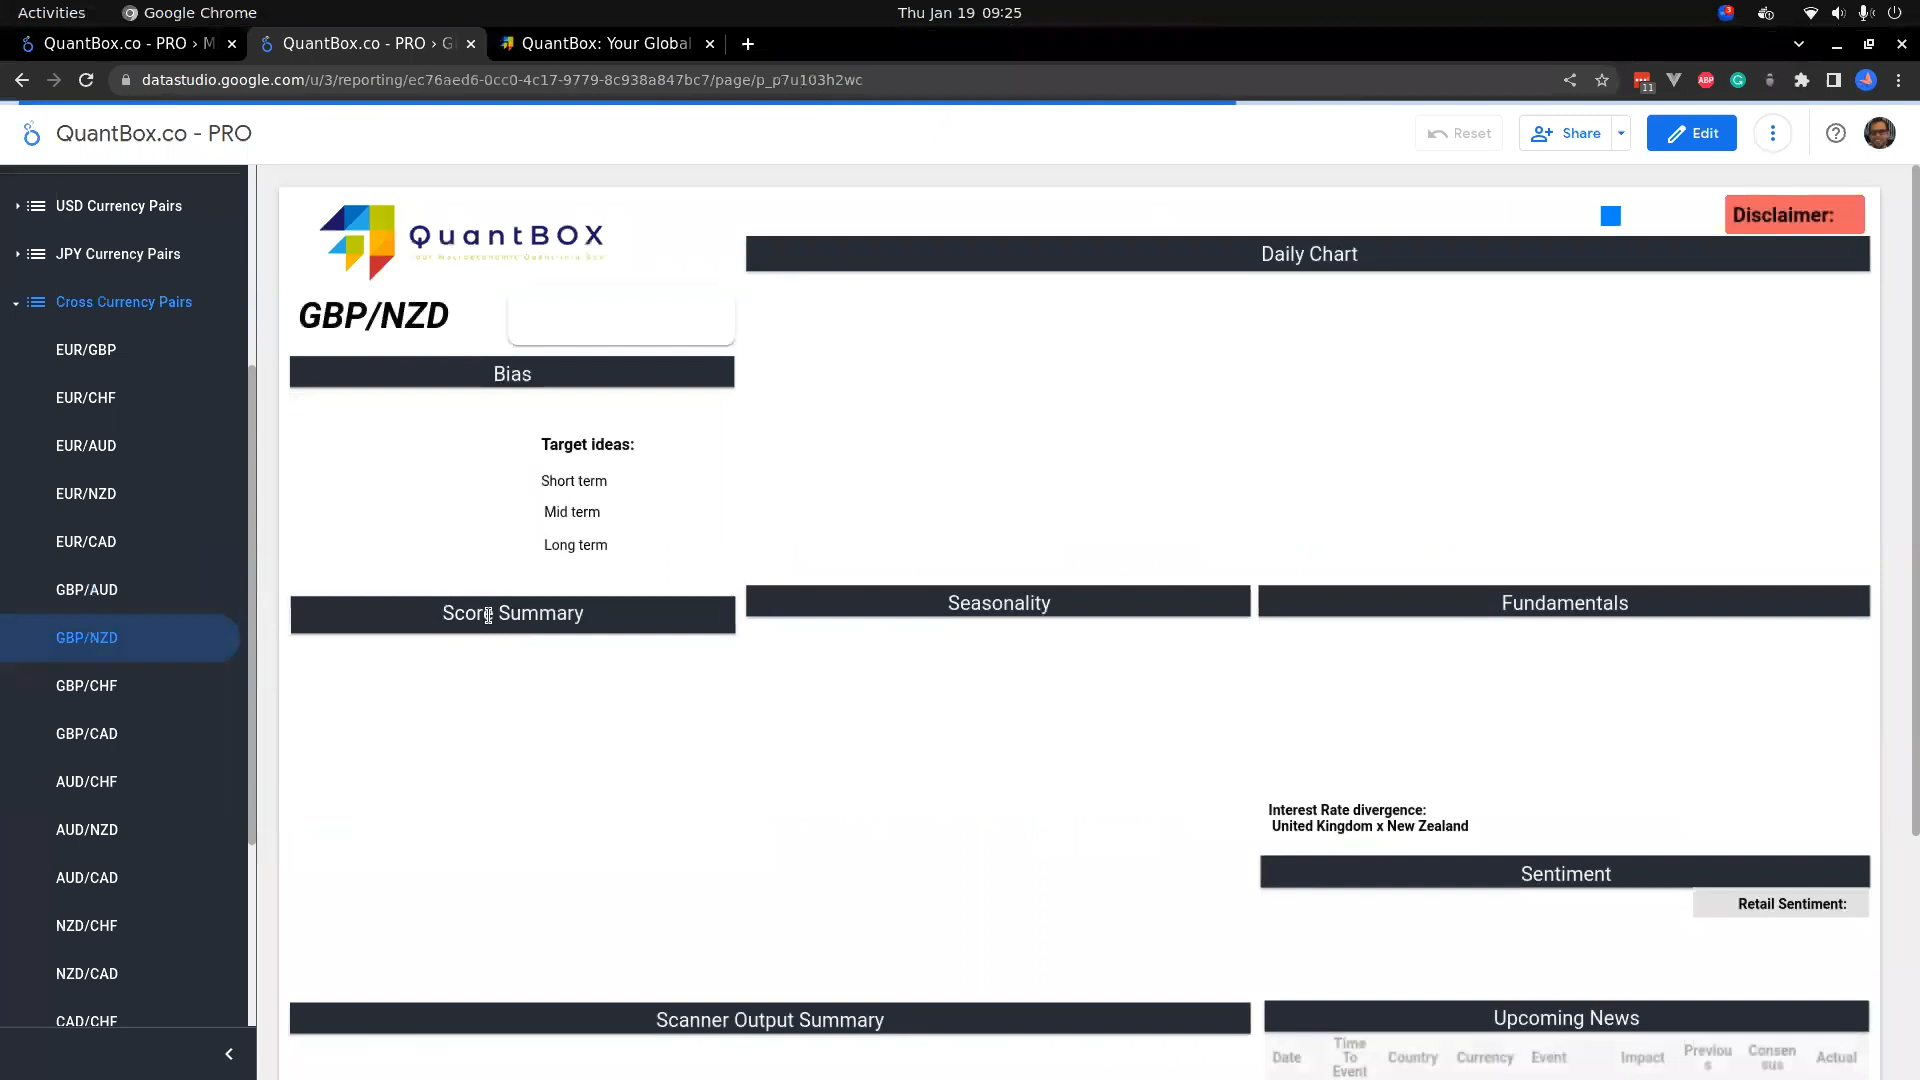 Activities
Google Chrome
Thu Jan 19 09:25
QuantBox.co - PRO › M
QuantBox.co - PRO › G
QuantBox: Your Global
datastudio.google.com/u/3/reporting/ec76aed6-0cc0-4c17-9779-8c938a847bc7/page/p_p7u103h2wc
11
ABP
QuantBox.co - PRO
Reset
Share
Edit
USD Currency Pairs
JPY Currency Pairs
Cross Currency Pairs
EUR/GBP
EUR/CHF
EUR/AUD
EUR/NZD
EUR/CAD
GBP/AUD
GBP/NZD
GBP/CHF
GBP/CAD
AUD/CHF
AUD/NZD
AUD/CAD
NZD/CHF
NZD/CAD
CAD/CHF
QuantBOX
Disclaimer:
Daily Chart
GBP/NZD
Bias
Target ideas:
Short term
Mid term
Long term
Score Summary
Seasonality
Fundamentals
Interest Rate divergence:
United Kingdom x New Zealand
Sentiment
Retail Sentiment:
Scanner Output Summary
Upcoming News
Date
Time To Event
Country
Currency
Event
Impact
Previous
Consensus
Actual